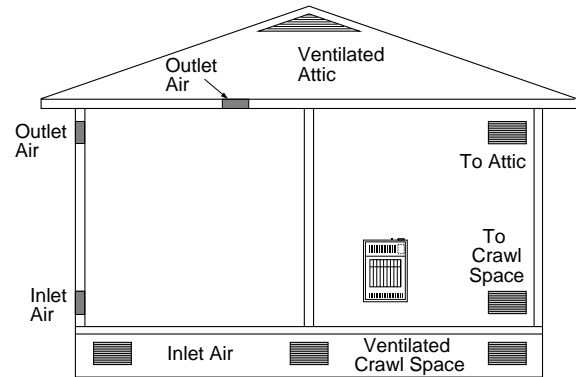 Ventilated
Attic
Outlet
Air
Outlet
Air
To Attic
To
Crawl
Space
Inlet
Air
Inlet Air
Ventilated
Crawl Space